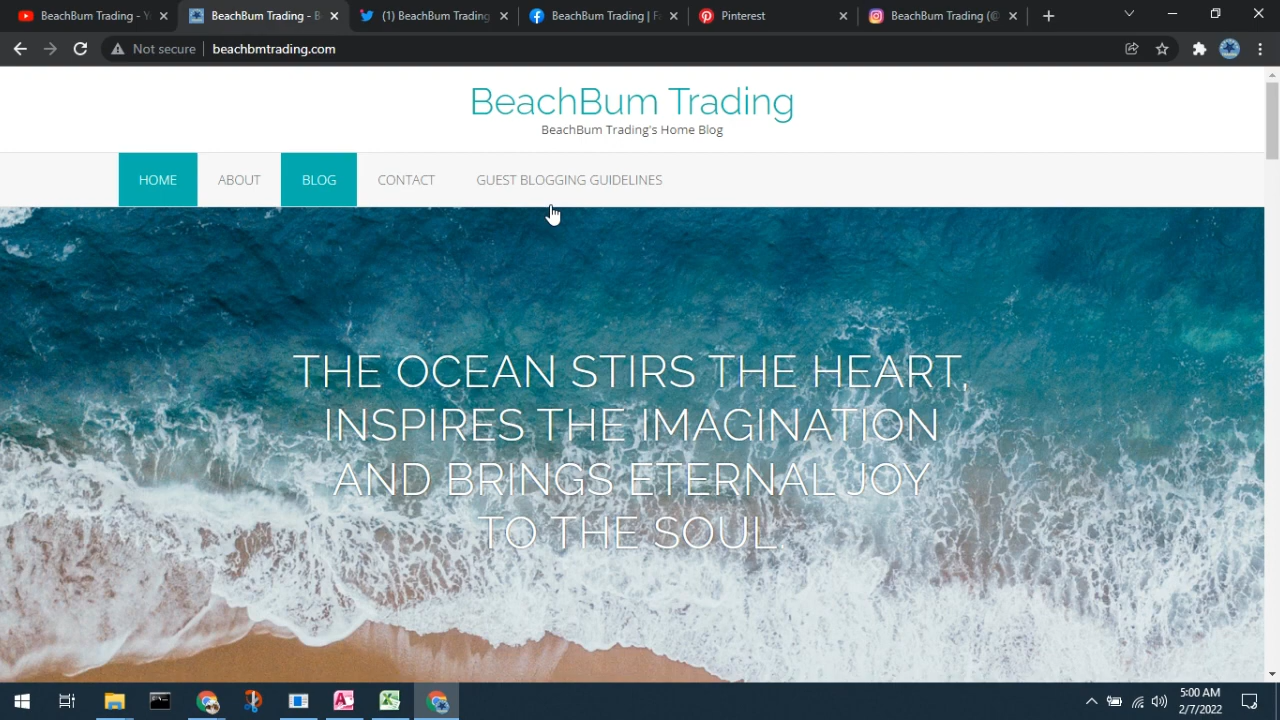 BeachBum Trading - Y
BeachBum Trading - B
(1) BeachBum Trading
BeachBum Trading | F
Pinterest
BeachBum Trading (@
Not secure
beachbmtrading.com
BeachBum Trading
BeachBum Trading's Home Blog
HOME
ABOUT
BLOG
CONTACT
GUEST BLOGGING GUIDELINES
THE OCEAN STIRS THE HEART,
INSPIRES THE IMAGINATION
AND BRINGS ETERNAL JOY
TO THE SOUL
5:00 AM
2/7/2022